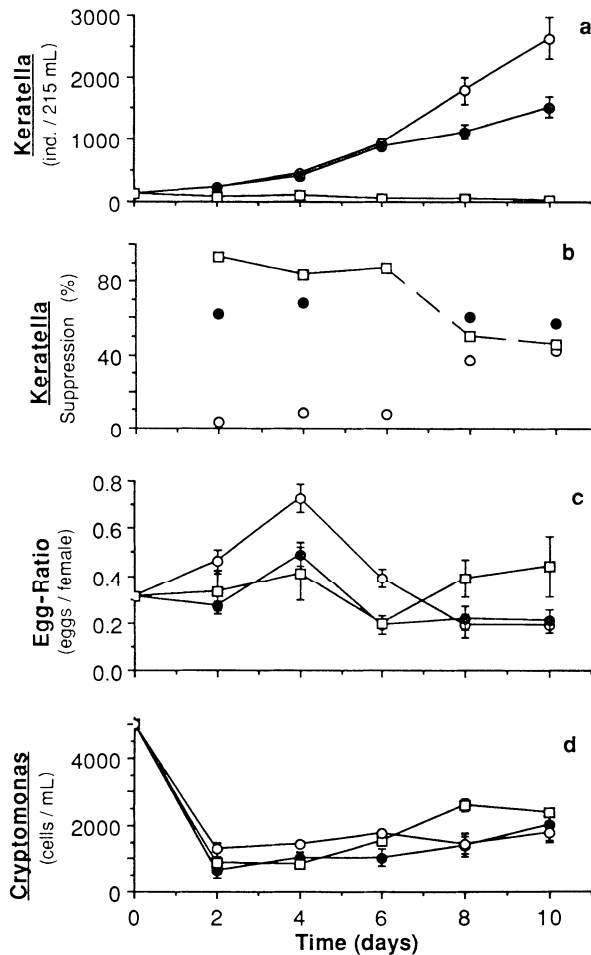 a
3000
2000
1000
0
Keratella
(ind. / 215 mL)
b
80
40
0
Keratella
Suppression (%)
c
0.8
0.6
0.4
0.2
0.0
Egg-Ratio
(eggs / female)
d
4000
2000
0
Cryptomonas
(cells / mL)
0 2 4 6 8 10
Time (days)